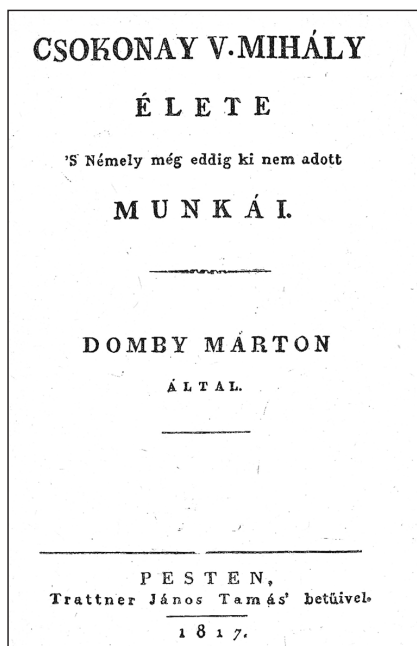 CSOKONAY V. MIHÁLY
ÉLETE
'S Némely még eddig ki nem adott
MUNKÁI.
DOMBY MÁRTON
ÁLTAL.
PESTEN,
Trattner János Tamás' betűivel.
1817.